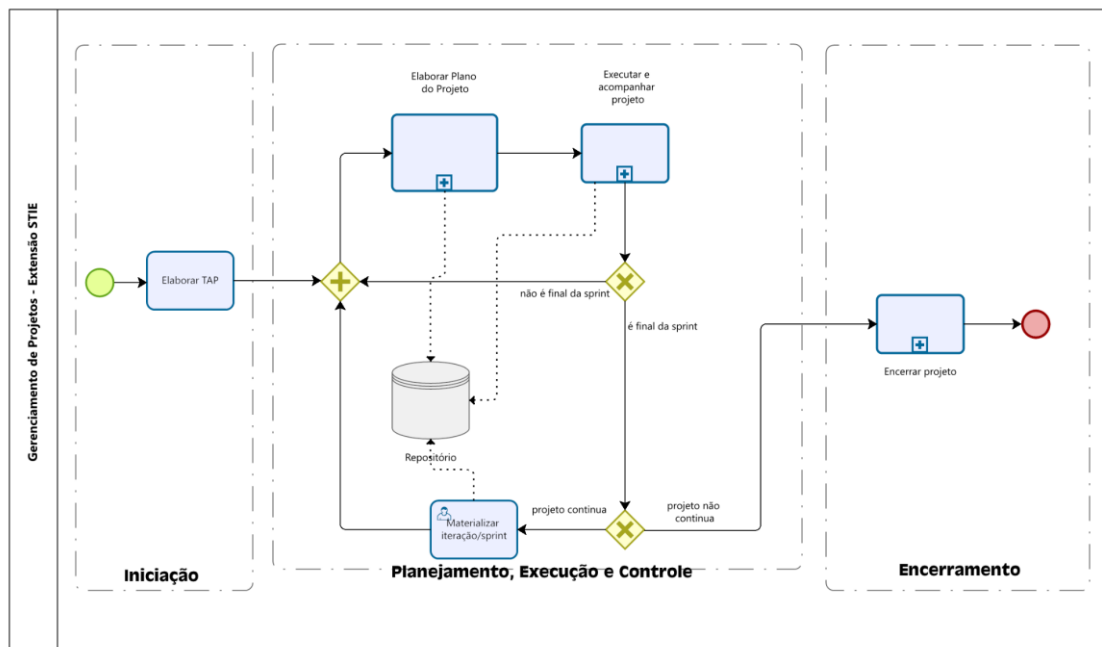 Gerenciamento de Projetos - Extensão STIE
Elaborar Plano
do Projeto
Executar e
acompanhar
projeto
Elaborar TAP
não é final da sprint
é final da sprint
Encerrar projeto
Repositório
Materializar
iteração/sprint
projeto continua
projeto não
continua
Iniciação
Planejamento, Execução e Controle
Encerramento